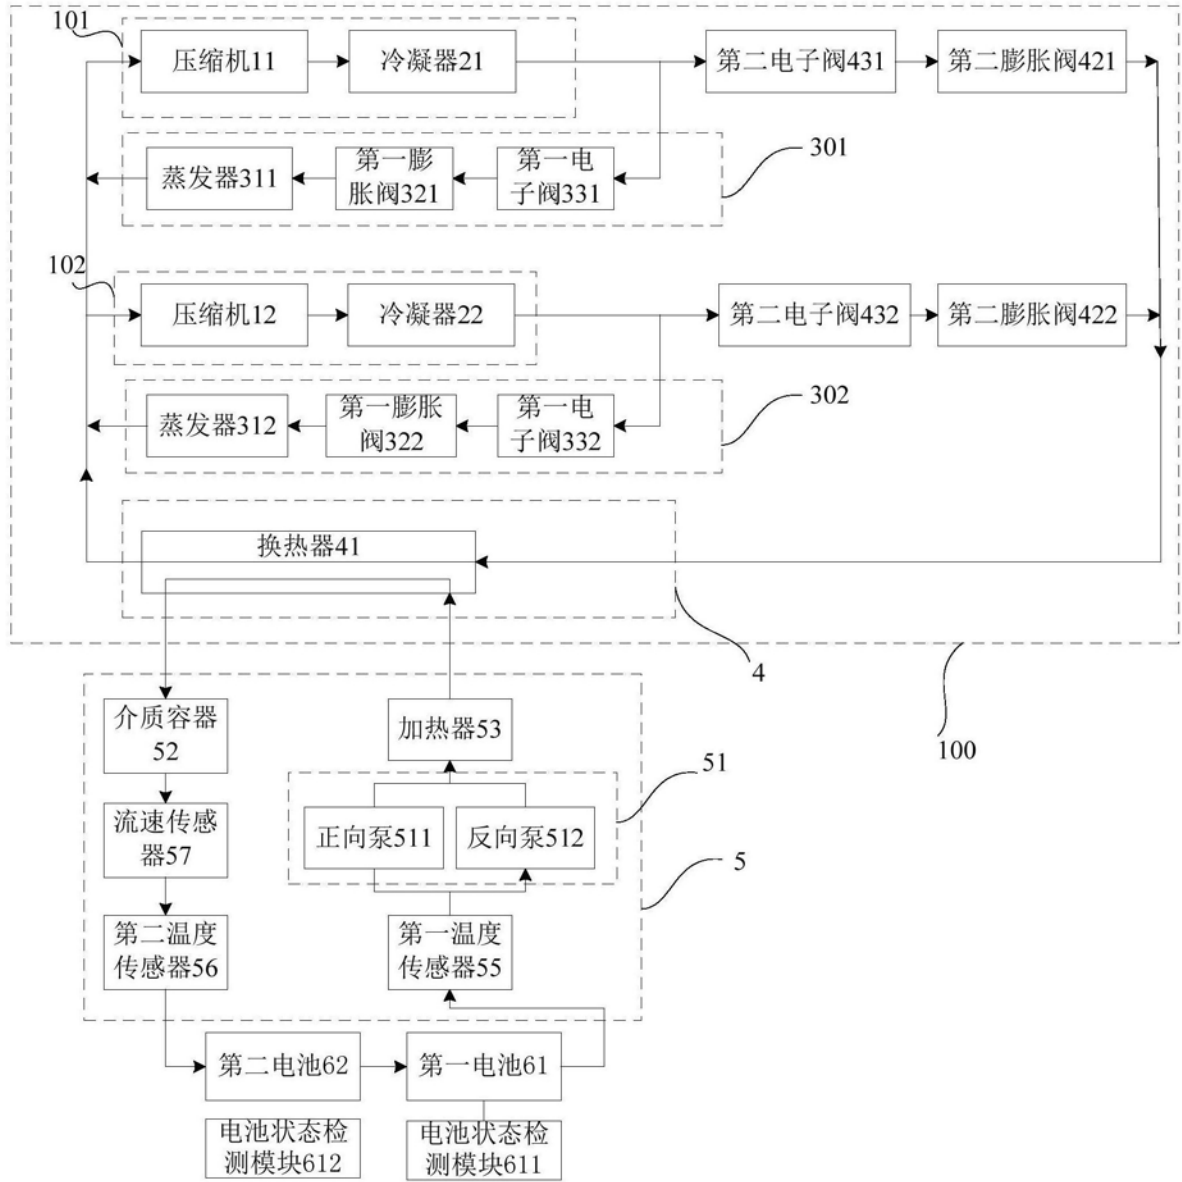 101
压缩机11
冷凝器21
第二电子阀431
第二膨胀阀421
蒸发器311
第一膨
胀阀321
第一电
子阀331
301
102
压缩机12
冷凝器22
第二电子阀432
第二膨胀阀422
蒸发器312
第一膨胀
阀322
第一电
子阀332
302
换热器41
4
100
介质容器
52
加热器53
51
流速传感
器57
正向泵511
反向泵512
5
第二温度
传感器56
第一温度
传感器55
第二电池62
第一电池61
电池状态检
测模块612
电池状态检
测模块611